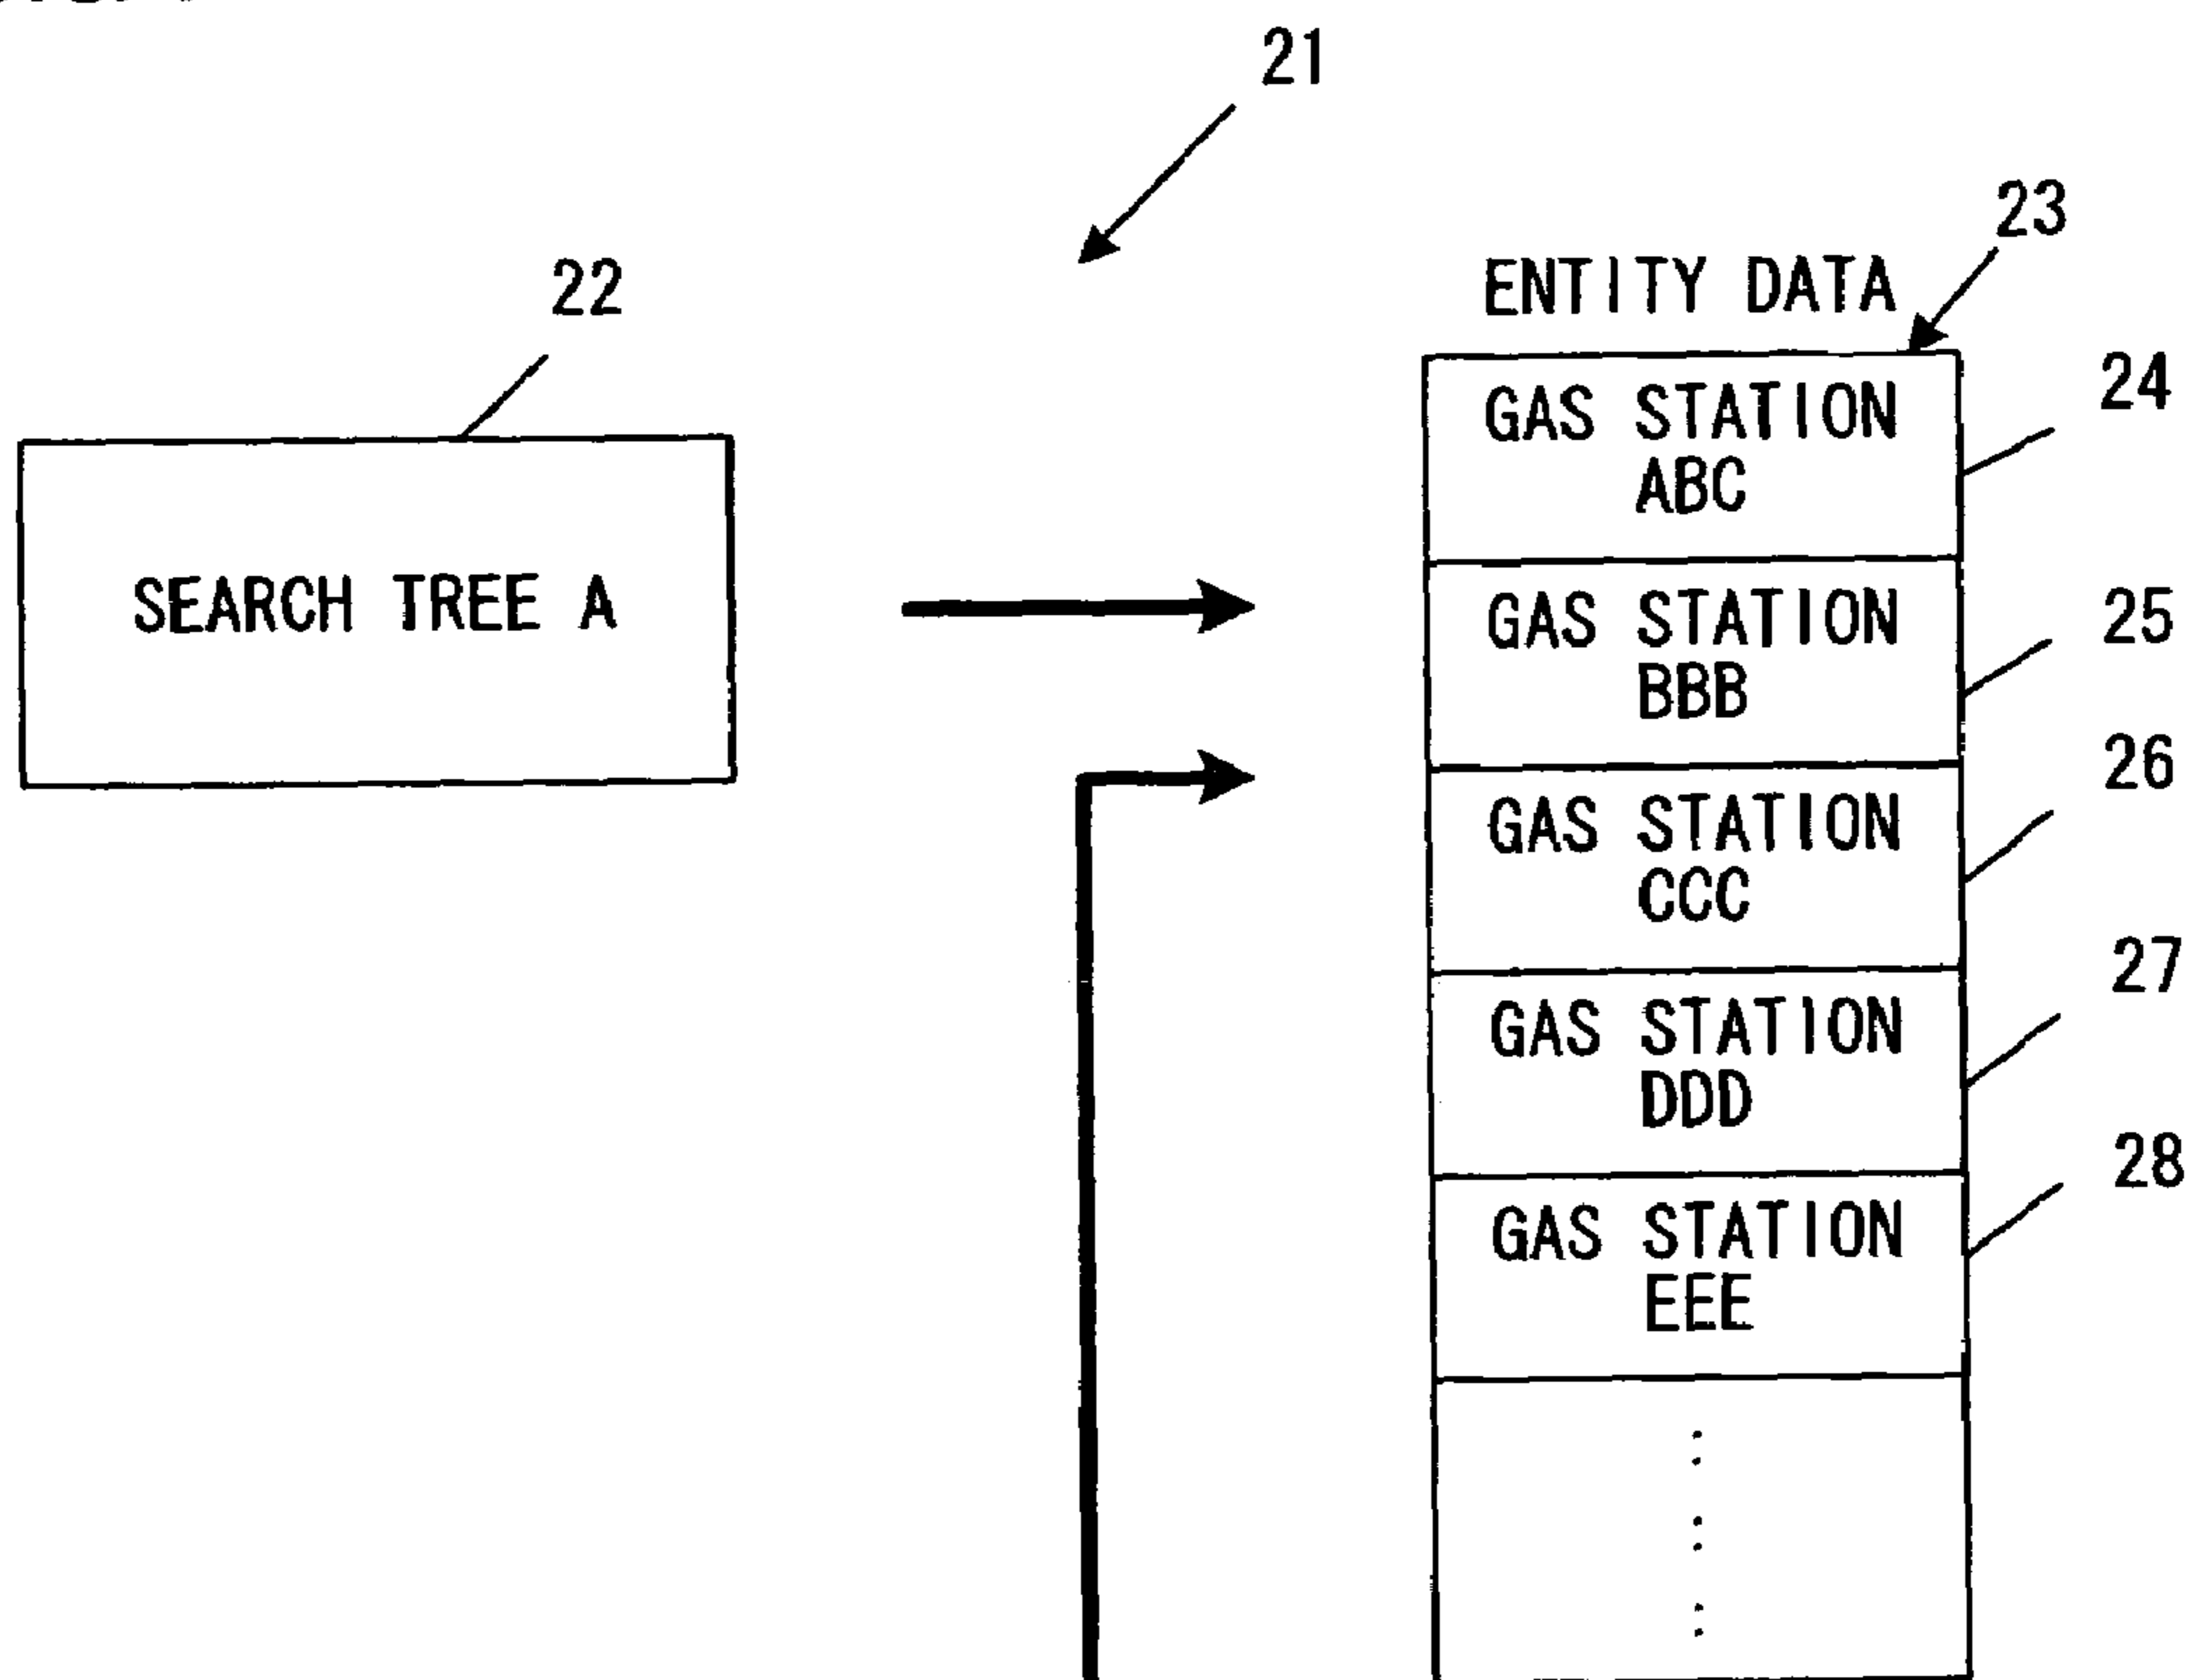 21
22
23
ENTITY DATA
GAS STATION
ABC
24
SEARCH TREE A
GAS STATION
BBB
25
GAS STATION
CCC
26
GAS STATION
DDD
27
GAS STATION
EEE
28